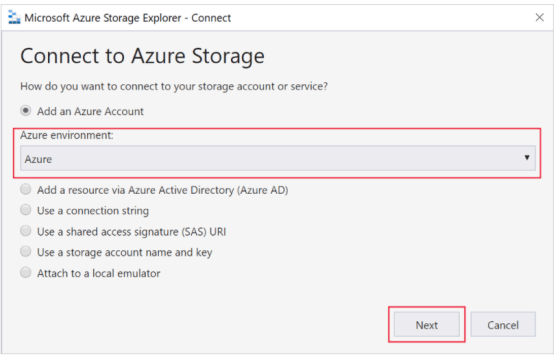 Microsoft Azure Storage Explorer - Connect
Connect to Azure Storage
How do you want to connect to your storage account or service?
Add an Azure Account
Azure environment:
Azure
Add a resource via Azure Active Directory (Azure AD)
Use a connection string
Use a shared access signature (SAS) URI
Use a storage account name and key
Attach to a local emulator
Next
Cancel